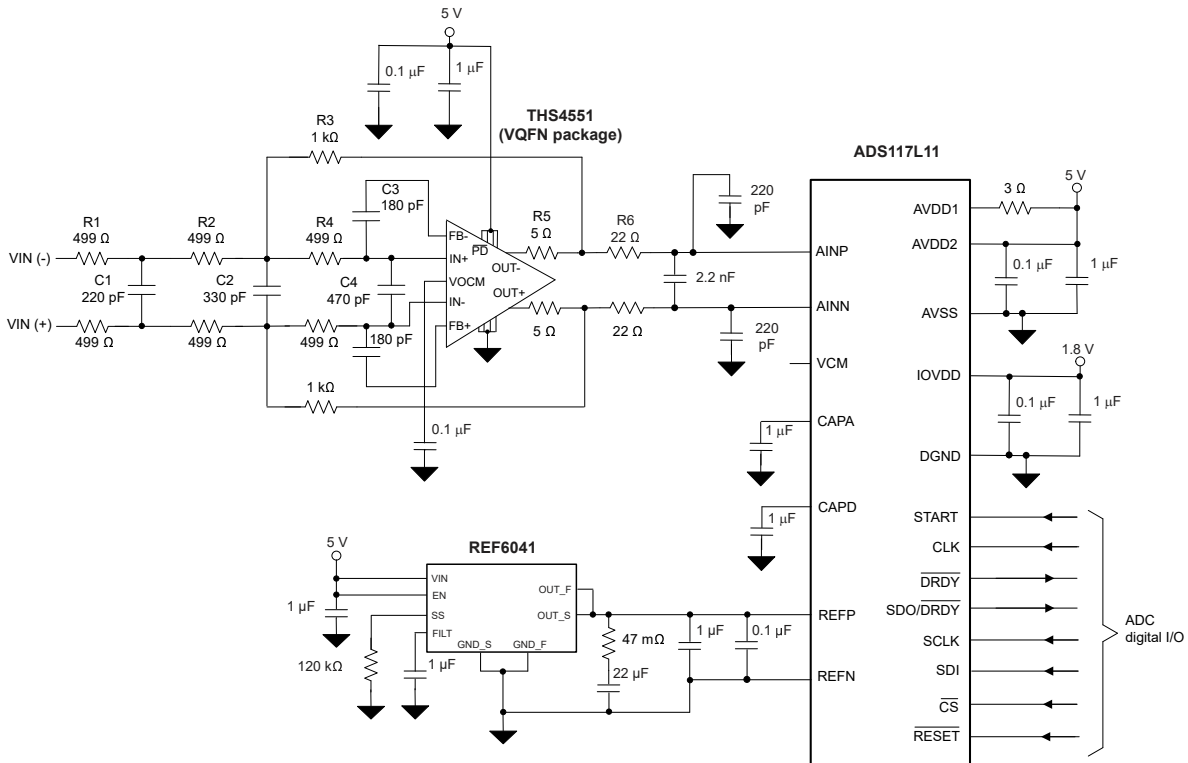 5 V
0.1 µF
1 µF
THS4551
(VQFN package)
R3
1 kΩ
C3
180 pF
R1
499 Ω
R2
499 Ω
R4
499 Ω
VIN (-)
C1
220 pF
C2
330 pF
C4
470 pF
VIN (+)
499 Ω
499 Ω
499 Ω
180 pF
1 kΩ
0.1 µF
FB-
IN+
VOCM
IN-
FB+
PD
OUT-
OUT+
R5
5 Ω
R6
22 Ω
5 Ω
22 Ω
220
pF
2.2 nF
220
pF
ADS117L11
AINP
AINN
VCM
CAPA
1 µF
CAPD
1 µF
REFP
REFN
AVDD1
3 Ω
5 V
AVDD2
0.1 µF
1 µF
AVSS
1.8 V
IOVDD
0.1 µF
1 µF
DGND
START
CLK
DRDY
SDO/DRDY
SCLK
SDI
CS
RESET
ADC
digital I/O
5 V
REF6041
VIN
EN
SS
FILT
GND_S
GND_F
OUT_F
OUT_S
1 µF
120 kΩ
1 µF
47 mΩ
22 µF
1 µF
0.1 µF